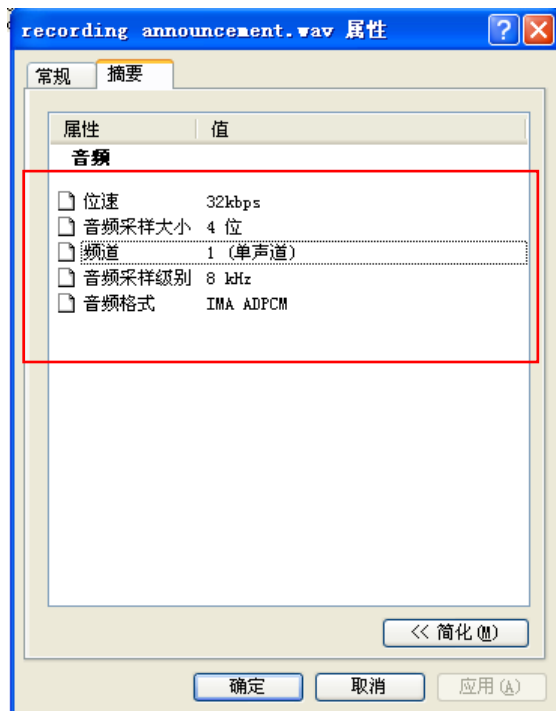 recording announcement.wav 属性
常规 摘要
属性 值
音频
位速 32kbps
音频采样大小 4 位
频道 1 (单声道)
音频采样级别 8 kHz
音频格式 IMA ADPCM
<< 简化(M)
确定 取消 应用(A)